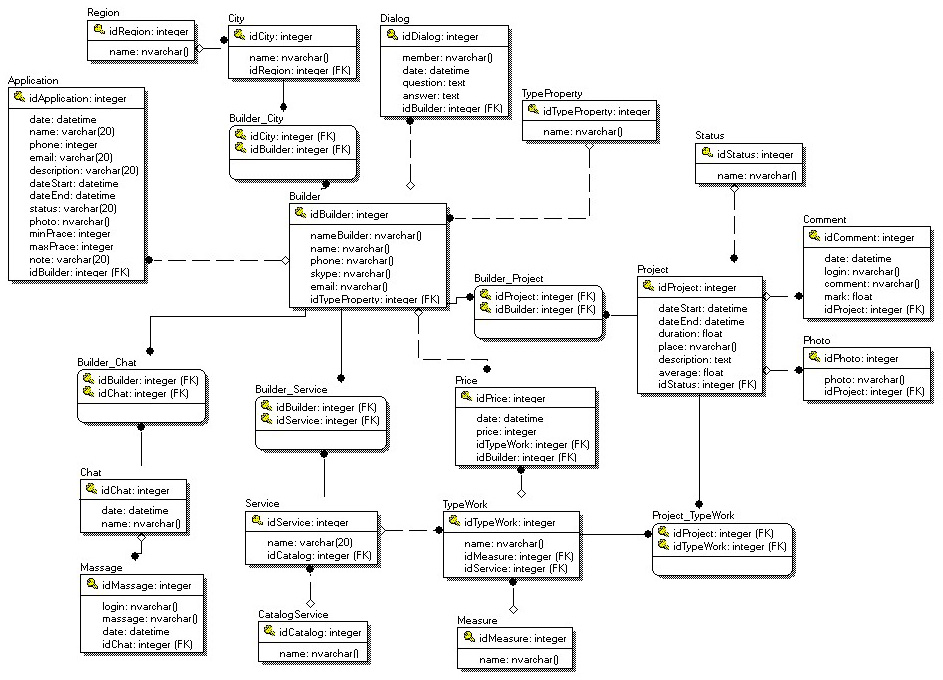 Region
idRegion: integer
name: nvarchar()
City
idCity: integer
name: nvarchar()
idRegion: integer (FK)
Dialog
idDialog: integer
member: nvarchar()
date: datetime
question: text
answer: text
idBuilder: integer (FK)
Application
idApplication: integer
date: datetime
name: varchar(20)
phone: integer
email: varchar(20)
description: varchar(20)
dateStart: datetime
dateEnd: datetime
status: varchar(20)
photo: nvarchar()
minPrace: integer
maxPrace: integer
note: varchar(20)
idBuilder: integer (FK)
Builder_City
idCity: integer (FK)
idBuilder: integer (FK)
TypeProperty
idTypeProperty: integer
name: nvarchar()
Status
idStatus: integer
name: nvarchar()
Builder
idBuilder: integer
nameBuilder: nvarchar()
name: nvarchar()
phone: nvarchar()
skype: nvarchar()
email: nvarchar()
idTypeProperty: integer (FK)
Comment
idComment: integer
date: datetime
login: nvarchar()
comment: nvarchar()
mark: float
idProject: integer (FK)
Builder_Project
idProject: integer (FK)
idBuilder: integer (FK)
Project
idProject: integer
dateStart: datetime
dateEnd: datetime
duration: float
place: nvarchar()
description: text
average: float
idStatus: integer (FK)
Photo
idPhoto: integer
photo: nvarchar()
idProject: integer (FK)
Builder_Chat
idBuilder: integer (FK)
idChat: integer (FK)
Builder_Service
idBuilder: integer (FK)
idService: integer (FK)
Price
idPrice: integer
date: datetime
price: integer
idTypeWork: integer (FK)
idBuilder: integer (FK)
Chat
idChat: integer
date: datetime
name: nvarchar()
Service
idService: integer
name: varchar(20)
idCatalog: integer (FK)
TypeWork
idTypeWork: integer
name: nvarchar()
idMeasure: integer (FK)
idService: integer (FK)
Project_TypeWork
idProject: integer (FK)
idTypeWork: integer (FK)
Massage
idMassage: integer
login: nvarchar()
massage: nvarchar()
date: datetime
idChat: integer (FK)
CatalogService
idCatalog: integer
name: nvarchar()
Measure
idMeasure: integer
name: nvarchar()